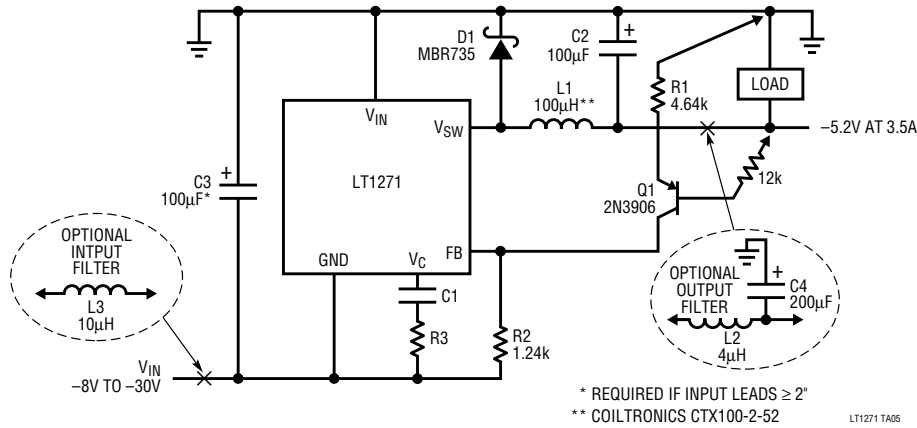 D1
MBR735
C2
100µF
+
R1
4.64k
LOAD
L1
100µH**
VIN
VSW
–5.2V AT 3.5A
LT1271
+
C3
100µF*
12k
Q1
2N3906
OPTIONAL
INTPUT
FILTER
L3
10µH
GND
VC
FB
C1
R3
R2
1.24k
OPTIONAL
OUTPUT
FILTER
+
C4
200µF
L2
4µH
VIN
–8V TO –30V
* REQUIRED IF INPUT LEADS ≥ 2"
** COILTRONICS CTX100-2-52
LT1271 TA05